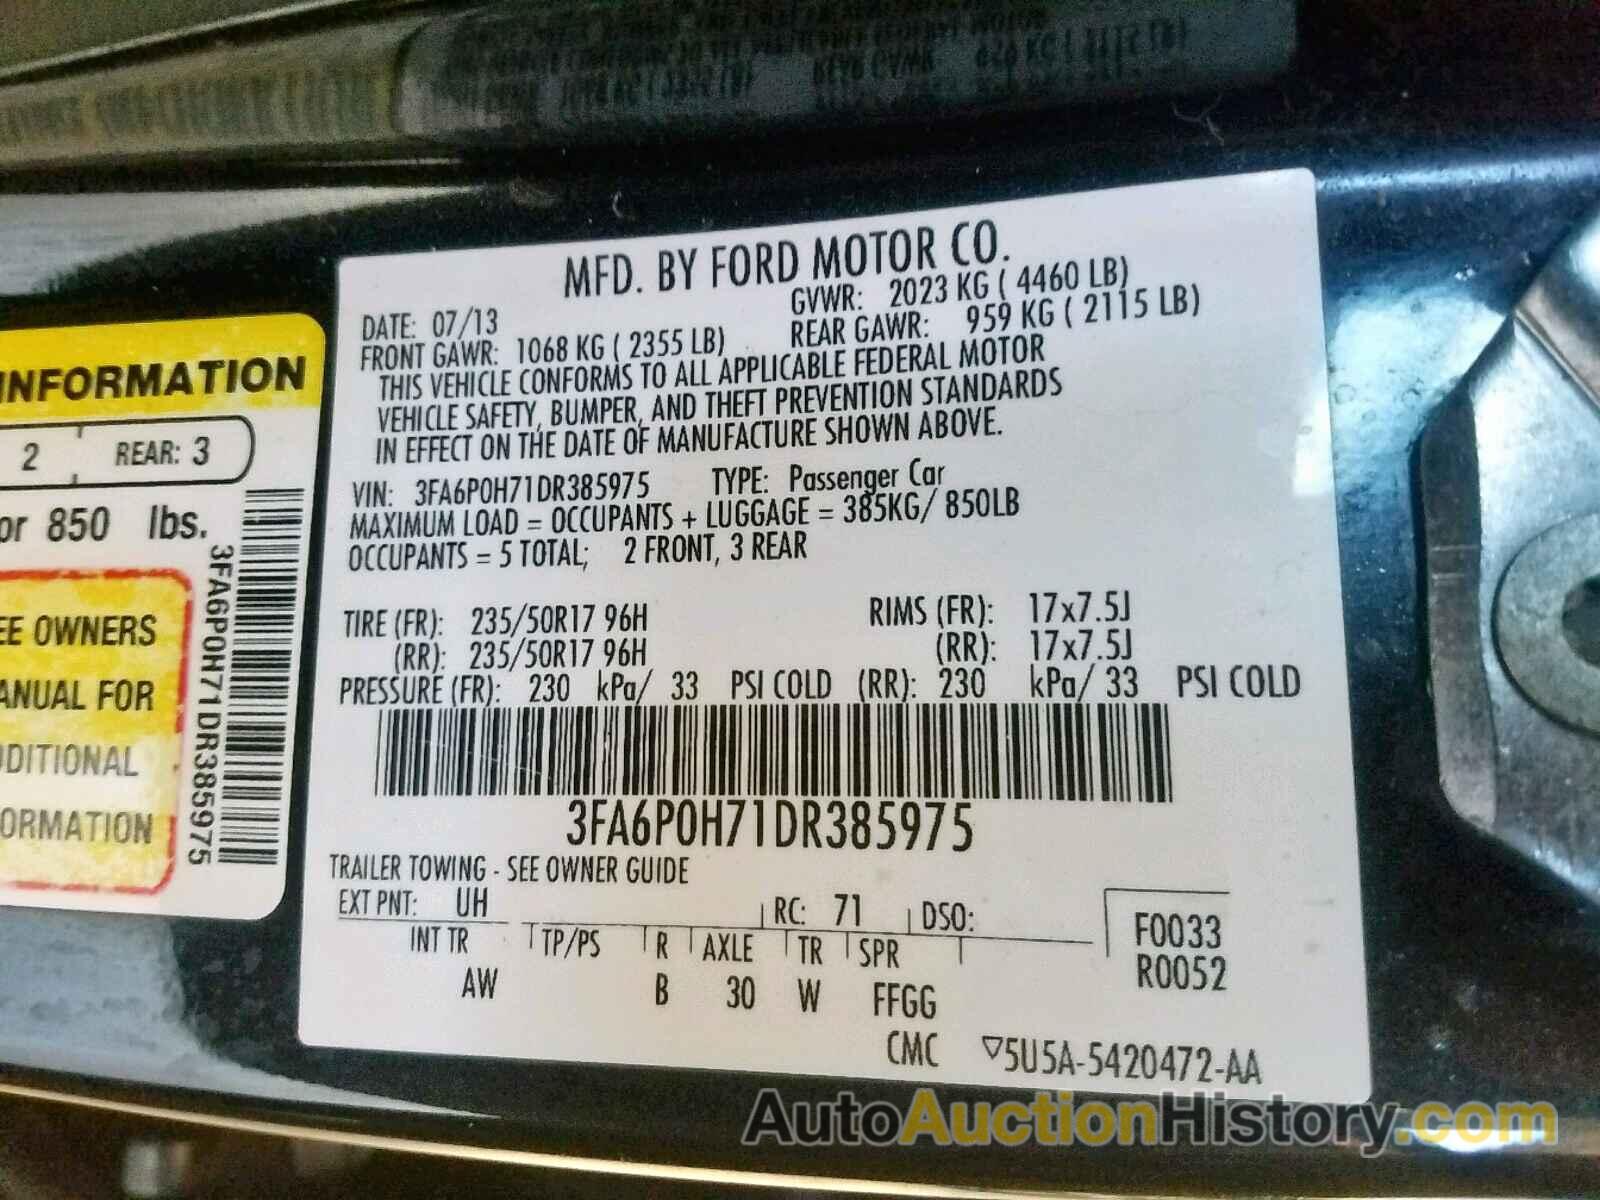 MFD. BY FORD MOTOR CO.
DATE: 07/13 GVWR: 2023 KG ( 4460 LB)
FRONT GAWR: 1068 KG ( 2355 LB) REAR GAWR: 959 KG ( 2115 LB)
THIS VEHICLE CONFORMS TO ALL APPLICABLE FEDERAL MOTOR
VEHICLE SAFETY, BUMPER, AND THEFT PREVENTION STANDARDS
IN EFFECT ON THE DATE OF MANUFACTURE SHOWN ABOVE.
VIN: 3FA6P0H71DR385975 TYPE: Passenger Car
MAXIMUM LOAD = OCCUPANTS + LUGGAGE = 385KG/ 850LB
OCCUPANTS = 5 TOTAL; 2 FRONT, 3 REAR
TIRE (FR): 235/50R17 96H RIMS (FR): 17x7.5J
(RR): 235/50R17 96H (RR): 17x7.5J
PRESSURE (FR): 230 kPa/ 33 PSI COLD (RR): 230 kPa/ 33 PSI COLD
3FA6P0H71DR385975
TRAILER TOWING - SEE OWNER GUIDE
EXT PNT: UH RC: 71 DSO:
INT TR TP/PS R AXLE TR SPR
AW B 30 W FFGG
F0033
R0052
CMC ▽5U5A-5420472-AA
INFORMATION
2 REAR: 3
or 850 lbs.
EE OWNERS
ANUAL FOR
DDITIONAL
ORMATION
3FA6P0H71DR385975
AutoAuctionHistory.com